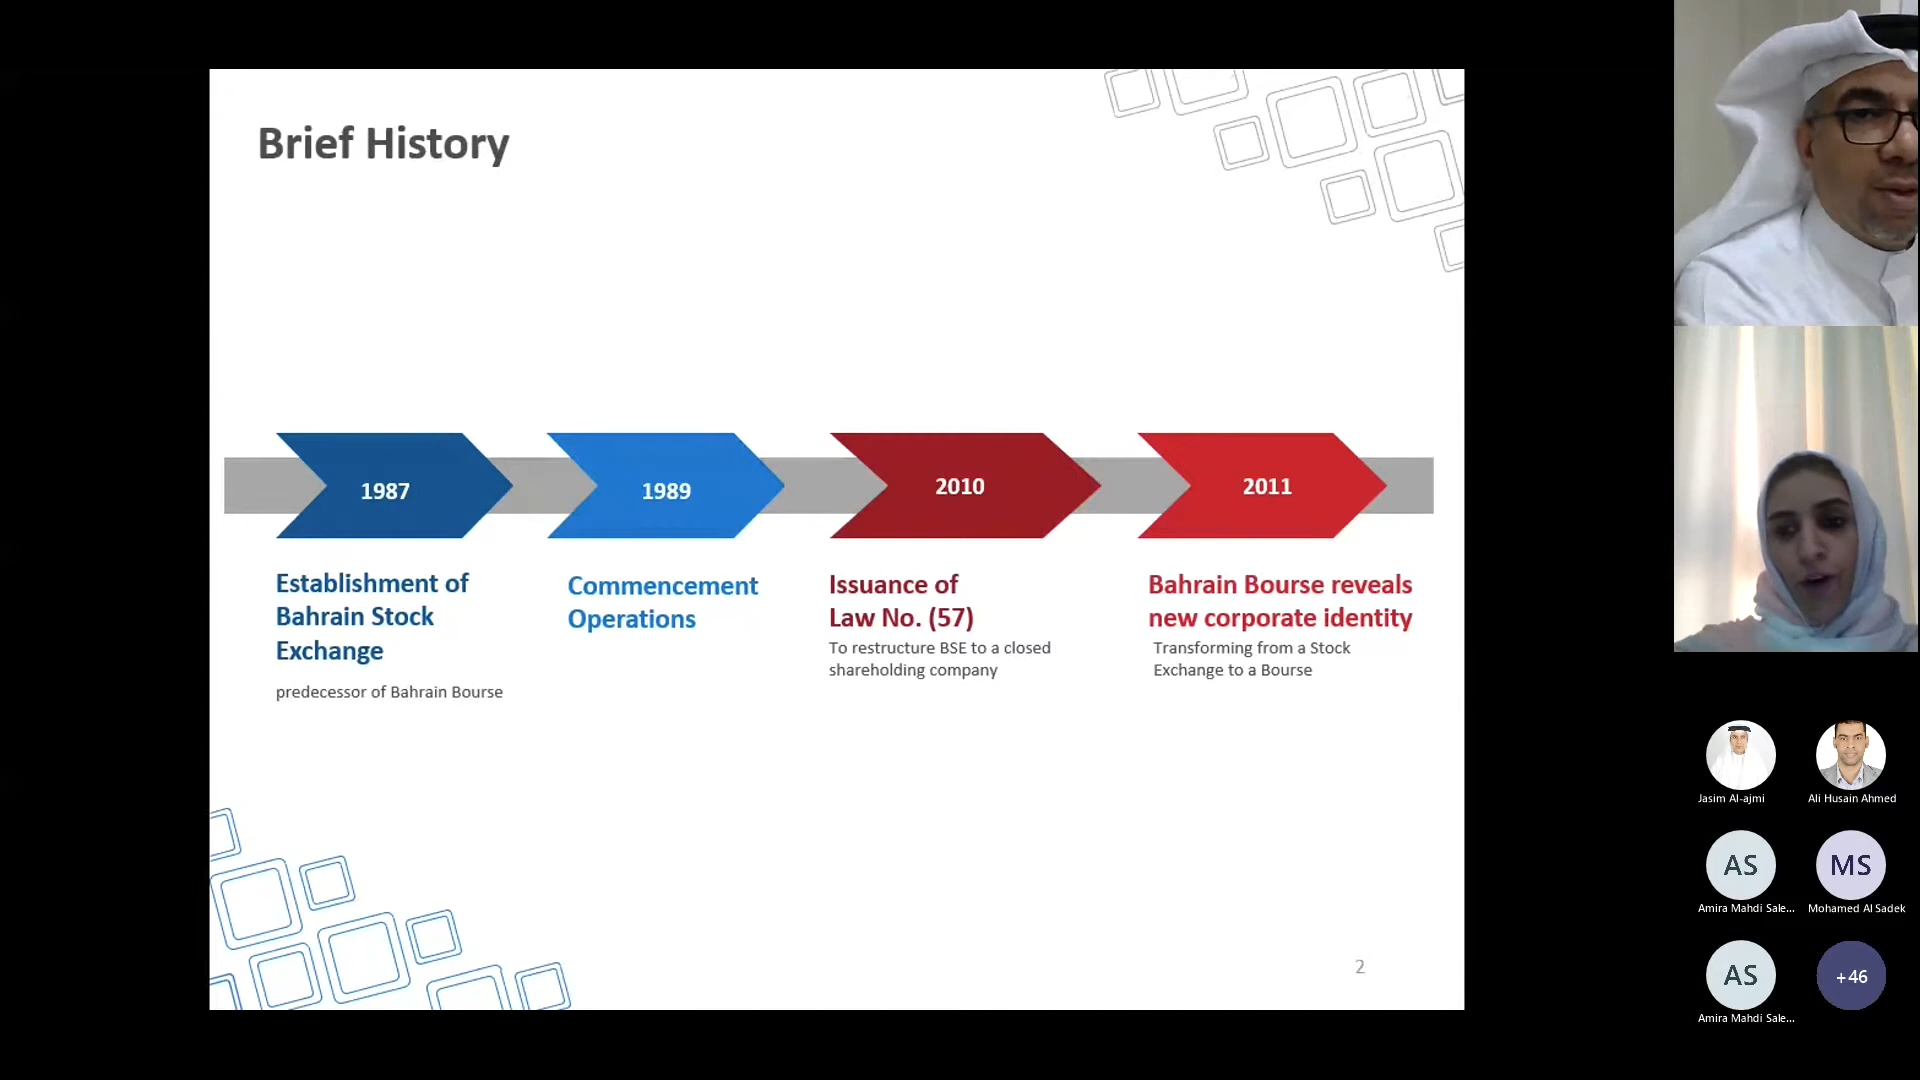 Brief History
1987
1989
2010
2011
Establishment of
Bahrain Stock
Exchange
predecessor of Bahrain Bourse
Commencement
Operations
Issuance of
Law No. (57)
To restructure BSE to a closed
shareholding company
Bahrain Bourse reveals
new corporate identity
Transforming from a Stock
Exchange to a Bourse
2
Jasim Al-ajmi
Ali Husain Ahmed
AS
MS
Amira Mahdi Sale...
Mohamed Al Sadek
AS
+46
Amira Mahdi Sale...